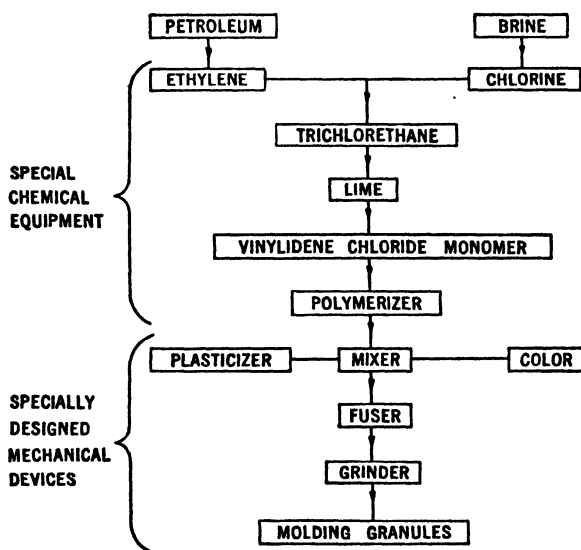 PETROLEUM
BRINE
ETHYLENE
CHLORINE
TRICHLORETHANE
SPECIAL
CHEMICAL
EQUIPMENT
LIME
VINYLIDENE CHLORIDE MONOMER
POLYMERIZER
PLASTICIZER
MIXER
COLOR
SPECIALLY
DESIGNED
MECHANICAL
DEVICES
FUSER
GRINDER
MOLDING GRANULES